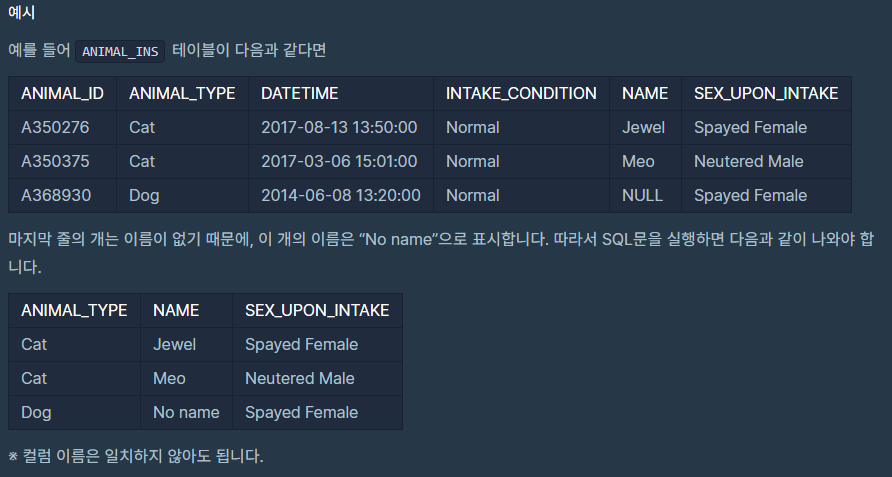 예시
예를 들어 ANIMAL_INS 테이블이 다음과 같다면
ANIMAL_ID ANIMAL_TYPE DATETIME INTAKE_CONDITION NAME SEX_UPON_INTAKE
A350276 Cat 2017-08-13 13:50:00 Normal Jewel Spayed Female
A350375 Cat 2017-03-06 15:01:00 Normal Meo Neutered Male
A368930 Dog 2014-06-08 13:20:00 Normal NULL Spayed Female
마지막 줄의 개는 이름이 없기 때문에, 이 개의 이름은 “No name”으로 표시합니다. 따라서 SQL문을 실행하면 다음과 같이 나와야 합
니다.
ANIMAL_TYPE NAME SEX_UPON_INTAKE
Cat Jewel Spayed Female
Cat Meo Neutered Male
Dog No name Spayed Female
※ 컬럼 이름은 일치하지 않아도 됩니다.